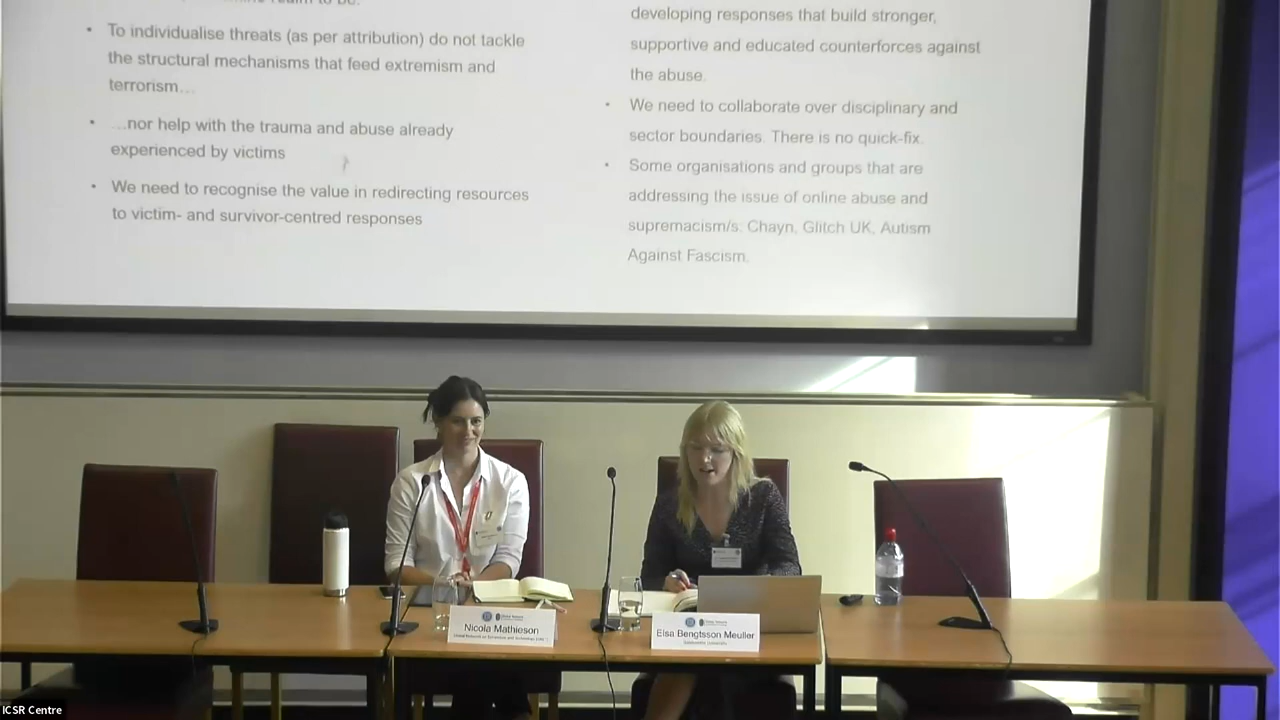 To individualise threats (as per attribution) do not tackle
the structural mechanisms that feed extremism and
terrorism…
…nor help with the trauma and abuse already
experienced by victims
We need to recognise the value in redirecting resources
to victim- and survivor-centred responses
developing responses that build stronger,
supportive and educated counterforces against
the abuse.
We need to collaborate over disciplinary and
sector boundaries. There is no quick-fix.
Some organisations and groups that are
addressing the issue of online abuse and
supremacism/s: Chayn, Glitch UK, Autism
Against Fascism.
Nicola Mathieson
Elsa Bengtsson Meuller
ICSR Centre